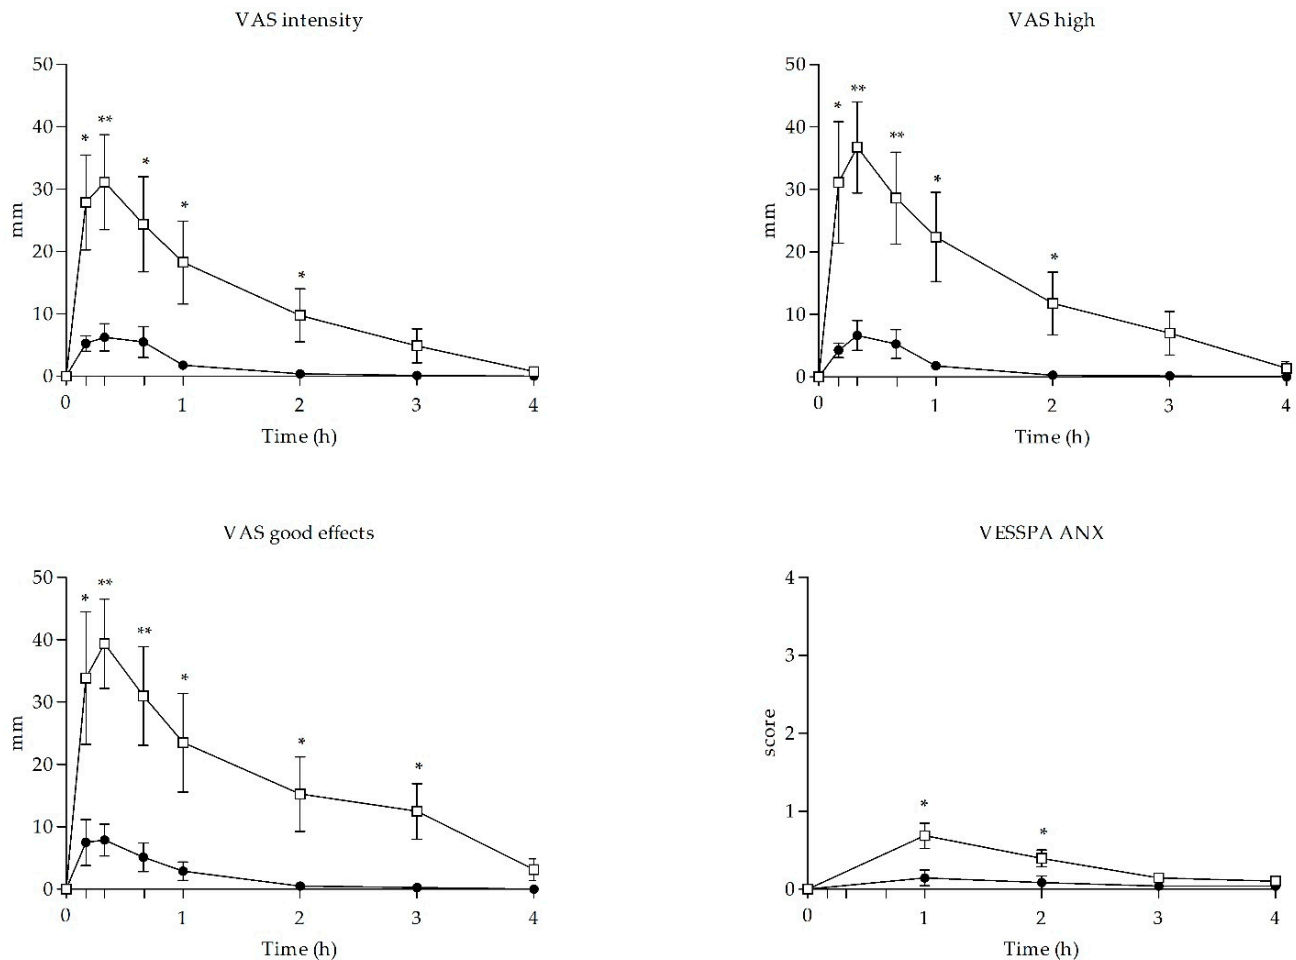 VAS intensity
50
40
30
20
10
0
mm
* ** * * *
0 1 2 3 4
Time (h)
VAS high
50
40
30
20
10
0
mm
* ** ** * *
0 1 2 3 4
Time (h)
VAS good effects
50
40
30
20
10
0
mm
* ** ** * * *
0 1 2 3 4
Time (h)
VESSPA ANX
4
3
2
1
0
score
* *
0 1 2 3 4
Time (h)